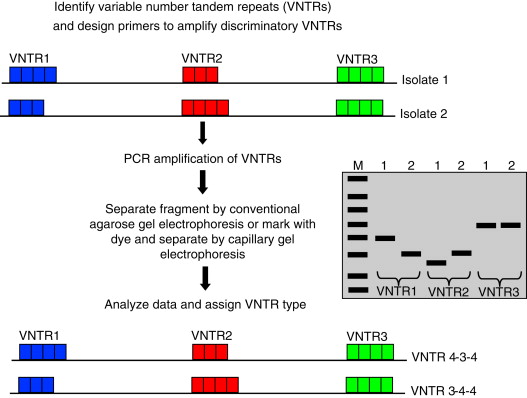 Identify variable number tandem repeats (VNTRs)
and design primers to amplify discriminatory VNTRs
VNTR1 VNTR2 VNTR3
Isolate 1
Isolate 2
PCR amplification of VNTRs
Separate fragment by conventional
agarose gel electrophoresis or mark with
dye and separate by capillary gel
electrophoresis
M 1 2 1 2 1 2
VNTR1 VNTR2 VNTR3
Analyze data and assign VNTR type
VNTR1 VNTR2 VNTR3
VNTR 4-3-4
VNTR 3-4-4